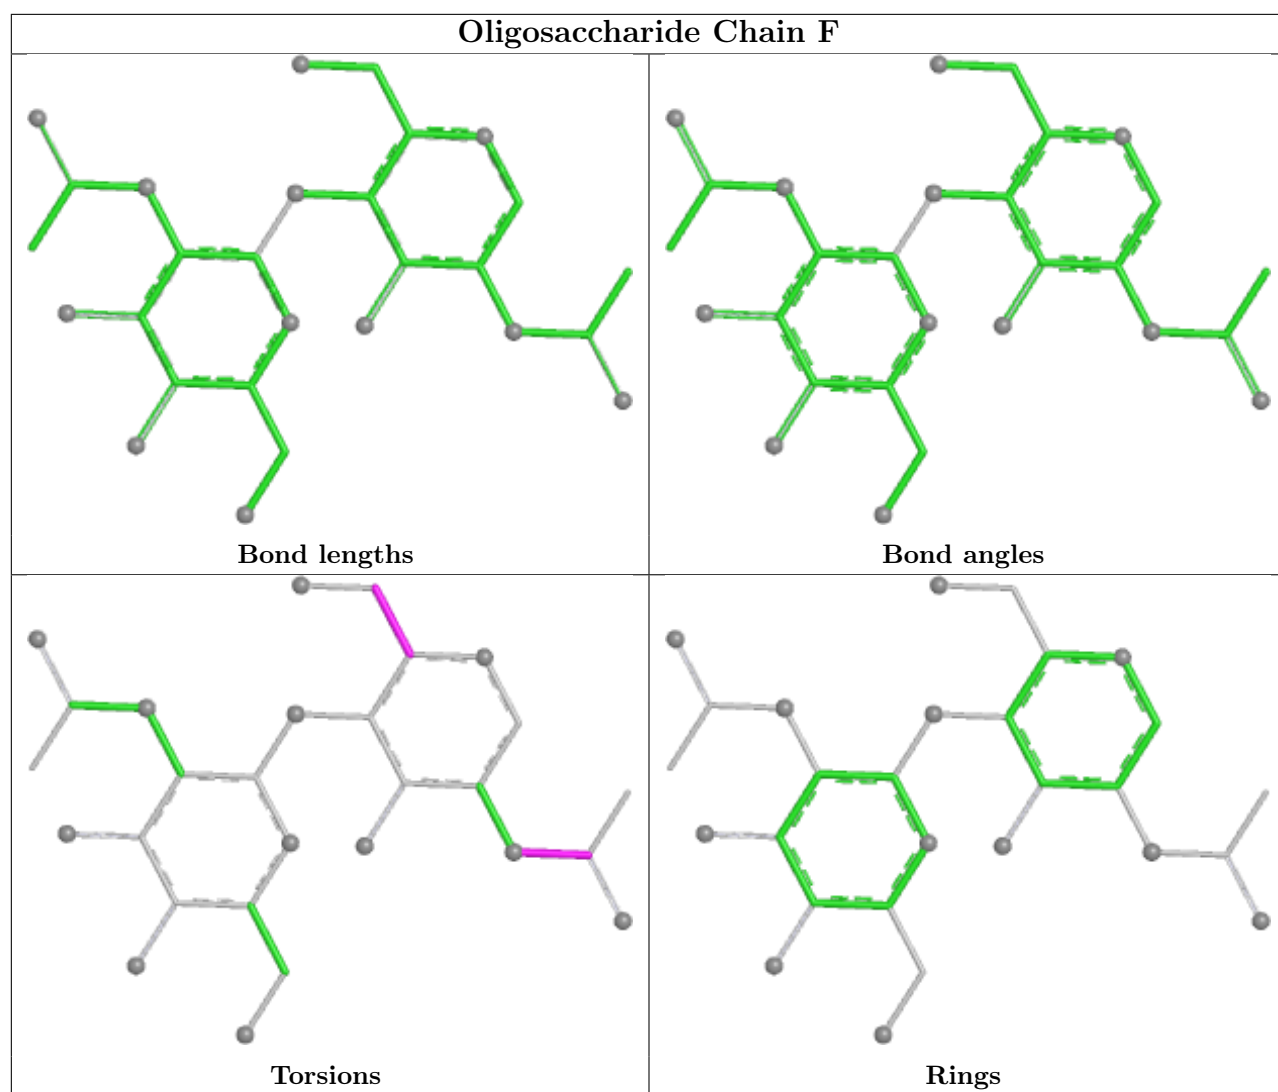 Oligosaccharide Chain F
Bond lengths
Bond angles
Torsions
Rings